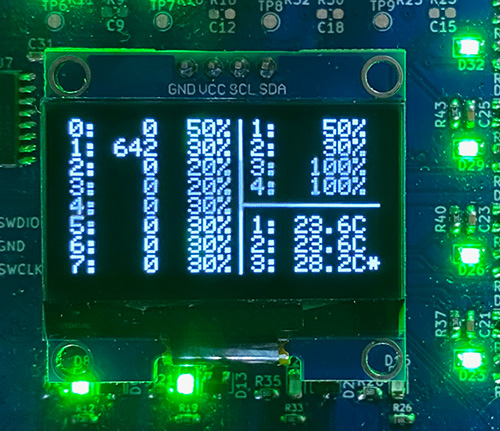 TP6 TP7 TP8 TP9
C9 C12 C18 C15
J7
GND VCC SCL SDA
D32
R43 C25
D29
R40 C23
D26
R37 C21
D23
0: 0 50% 1: 50%
1: 642 30% 2: 30%
2: 0 20% 3: 100%
3: 0 20% 4: 100%
4: 0 30%
5: 0 30% 1: 23.6C
6: 0 30% 2: 23.6C
7: 0 30% 3: 28.2C*
SWDIO
GND
SWCLK
D8
D13 R35
R12 R19 R33 R26